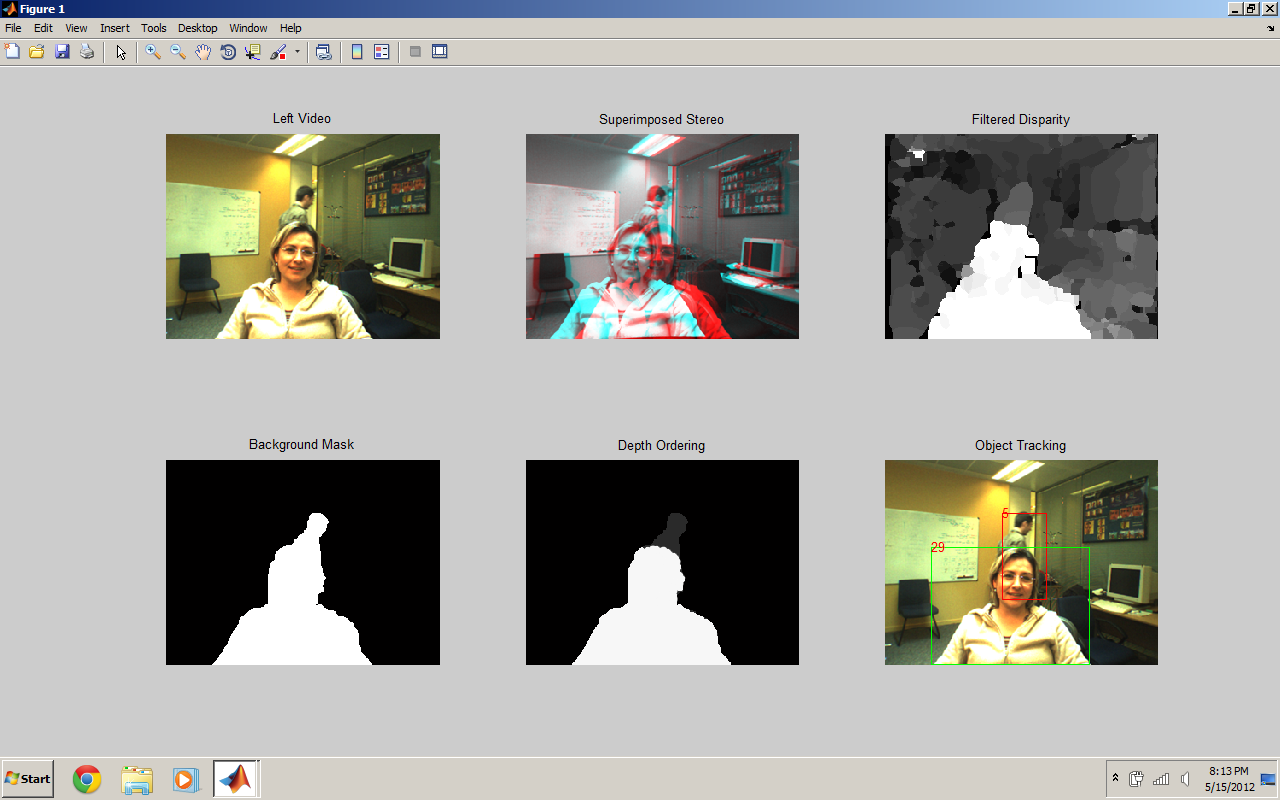 Figure 1
File Edit View Insert Tools Desktop Window Help
Left Video
Superimposed Stereo
Filtered Disparity
Background Mask
Depth Ordering
Object Tracking
5
29
Start
8:13 PM
5/15/2012